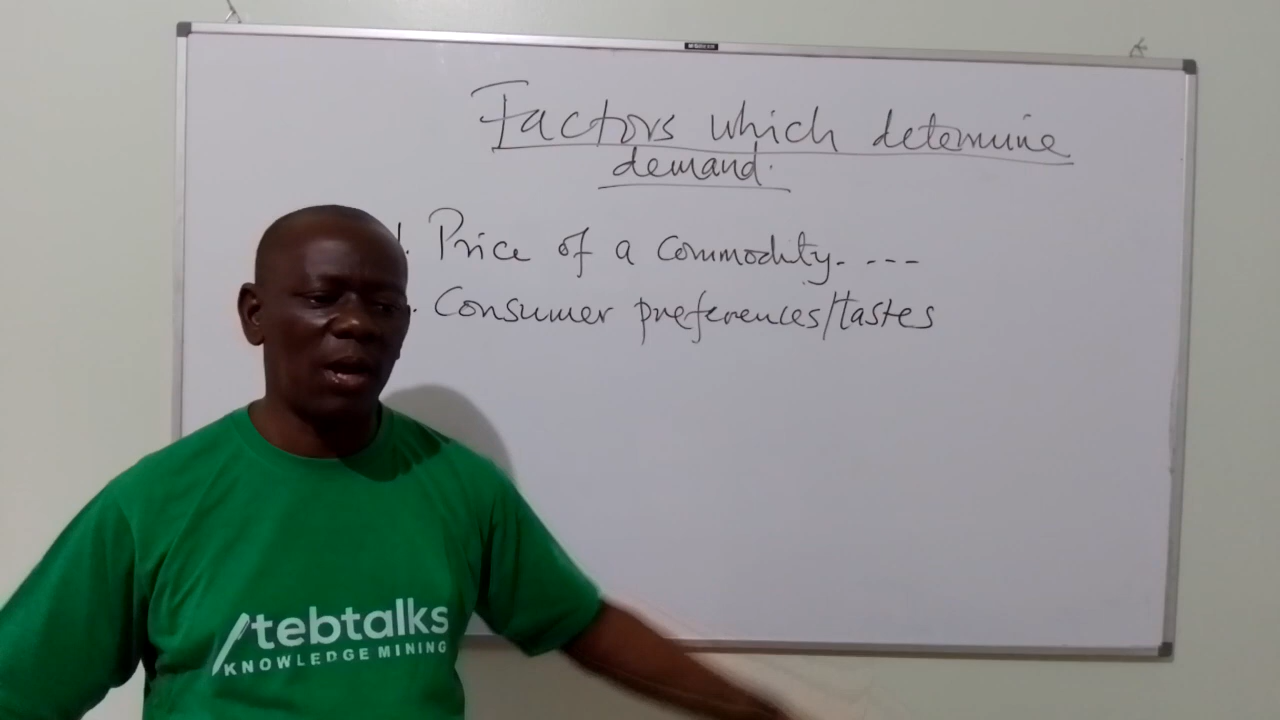 Factors which determine
demand.
1. Price of a commodity. ---
. Consumer preferences/tastes
tebtalks
KNOWLEDGE MINING